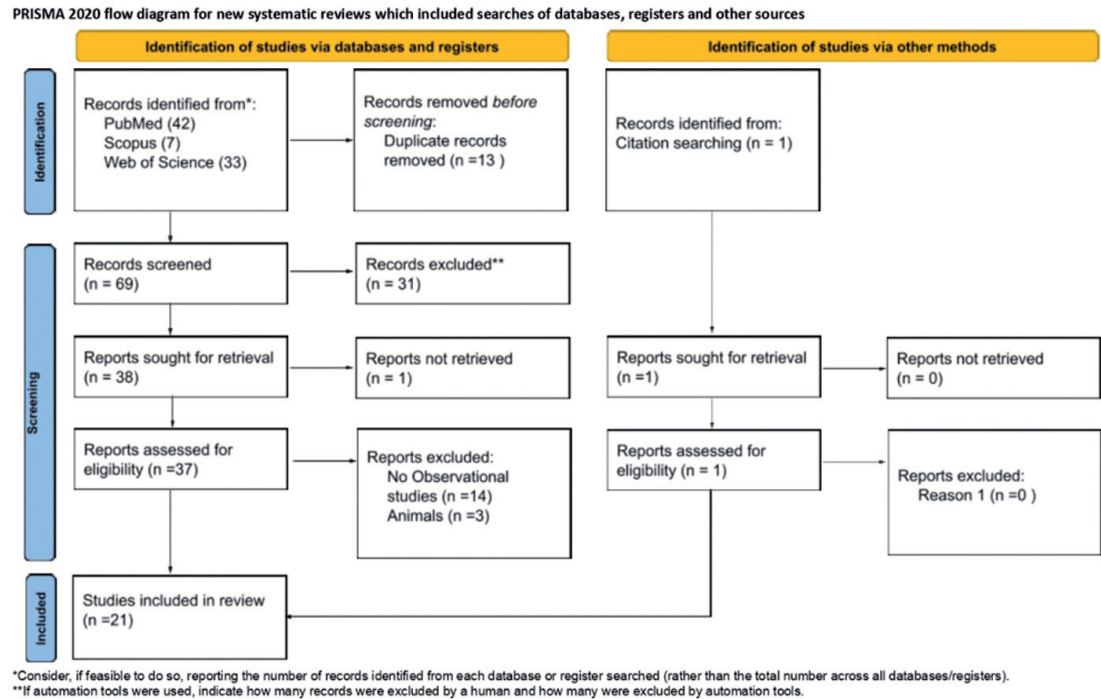 PRISMA 2020 flow diagram for new systematic reviews which included searches of databases, registers and other sources
Identification of studies via databases and registers
Identification of studies via other methods
Identification
Records identified from*:
PubMed (42)
Scopus (7)
Web of Science (33)
Records removed before
screening:
Duplicate records
removed (n =13 )
Records identified from:
Citation searching (n = 1)
Screening
Records screened
(n = 69)
Records excluded**
(n = 31)
Reports sought for retrieval
(n = 38)
Reports not retrieved
(n = 1)
Reports sought for retrieval
(n =1)
Reports not retrieved
(n = 0)
Reports assessed for
eligibility (n =37)
Reports excluded:
No Observational
studies (n =14)
Animals (n =3)
Reports assessed for
eligibility (n = 1)
Reports excluded:
Reason 1 (n =0 )
Included
Studies included in review
(n =21)
*Consider, if feasible to do so, reporting the number of records identified from each database or register searched (rather than the total number across all databases/registers).
**If automation tools were used, indicate how many records were excluded by a human and how many were excluded by automation tools.